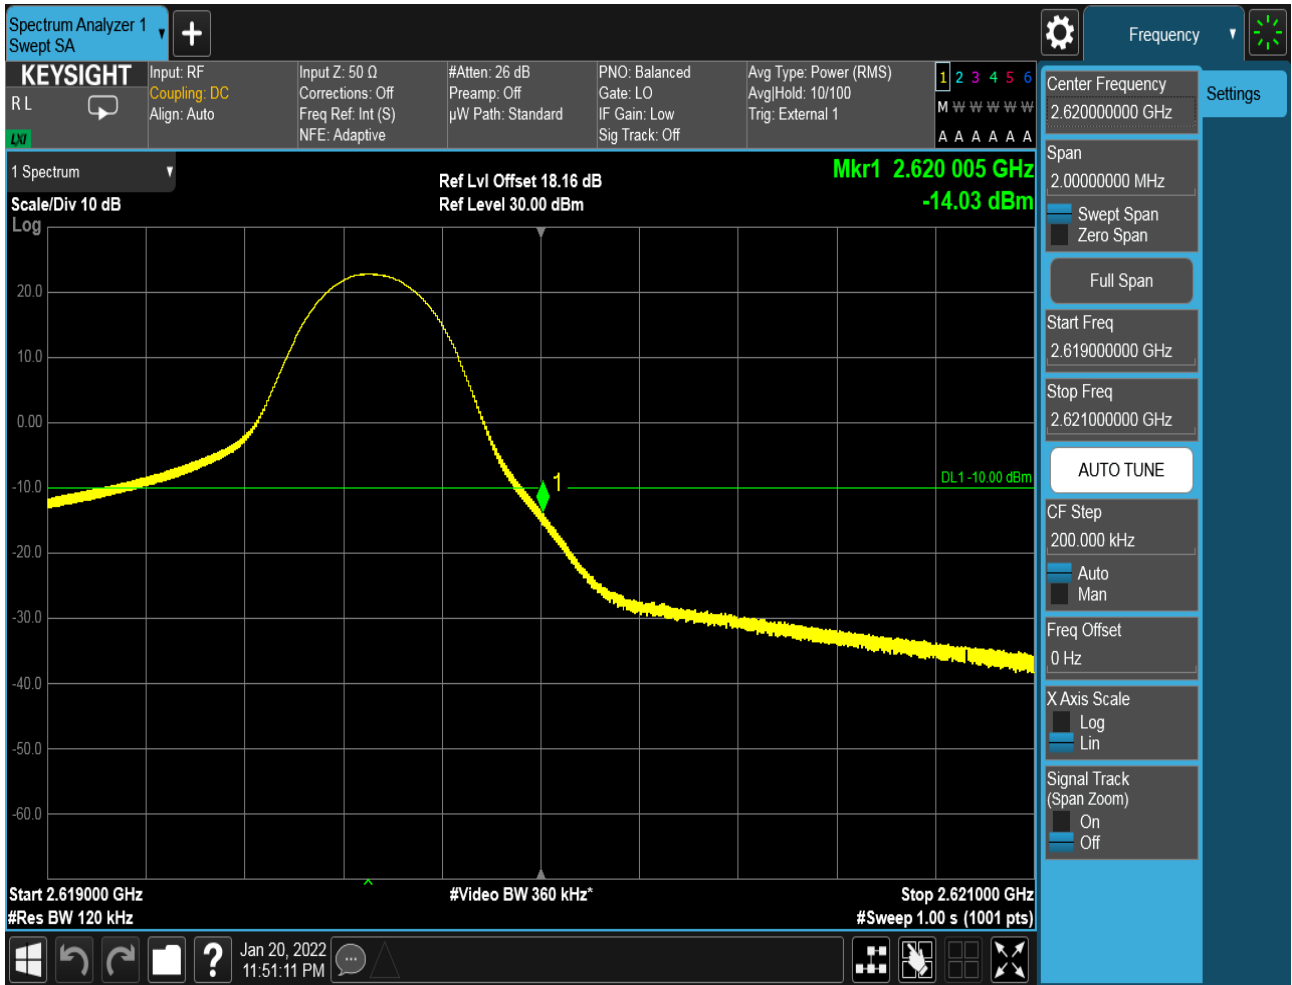 Spectrum Analyzer 1
Swept SA
Frequency
KEYSIGHT
R L
LXI
Input: RF
Coupling: DC
Align: Auto
Input Z: 50 Ω
Corrections: Off
Freq Ref: Int (S)
NFE: Adaptive
#Atten: 26 dB
Preamp: Off
µW Path: Standard
PNO: Balanced
Gate: LO
IF Gain: Low
Sig Track: Off
Avg Type: Power (RMS)
Avg|Hold: 10/100
Trig: External 1
1 2 3 4 5 6
M W W W W W
A A A A A A
1 Spectrum
Scale/Div 10 dB
Log
Ref Lvl Offset 18.16 dB
Ref Level 30.00 dBm
Mkr1 2.620 005 GHz
-14.03 dBm
20.0
10.0
0.00
-10.0
-20.0
-30.0
-40.0
-50.0
-60.0
1
DL1 -10.00 dBm
Start 2.619000 GHz
#Res BW 120 kHz
#Video BW 360 kHz*
Stop 2.621000 GHz
#Sweep 1.00 s (1001 pts)
Center Frequency
2.620000000 GHz
Span
2.00000000 MHz
Swept Span
Zero Span
Full Span
Start Freq
2.619000000 GHz
Stop Freq
2.621000000 GHz
AUTO TUNE
CF Step
200.000 kHz
Auto
Man
Freq Offset
0 Hz
X Axis Scale
Log
Lin
Signal Track
(Span Zoom)
On
Off
Settings
?
Jan 20, 2022
11:51:11 PM